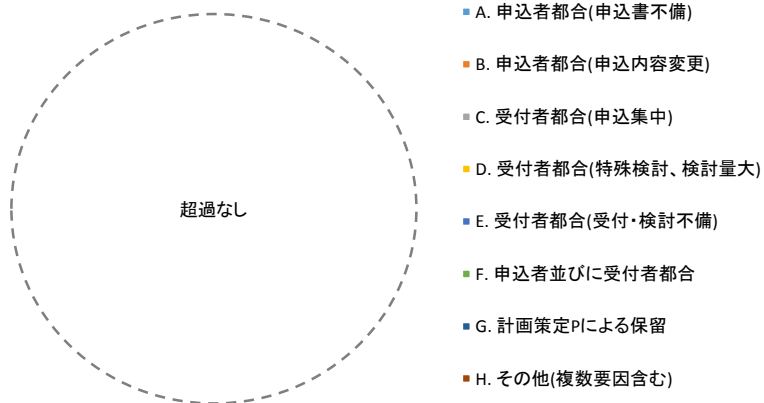 超過なし
A. 申込者都合(申込書不備)
B. 申込者都合(申込内容変更)
C. 受付者都合(申込集中)
D. 受付者都合(特殊検討、検討量大)
E. 受付者都合(受付・検討不備)
F. 申込者並びに受付者都合
G. 計画策定Pによる保留
H. その他(複数要因含む)